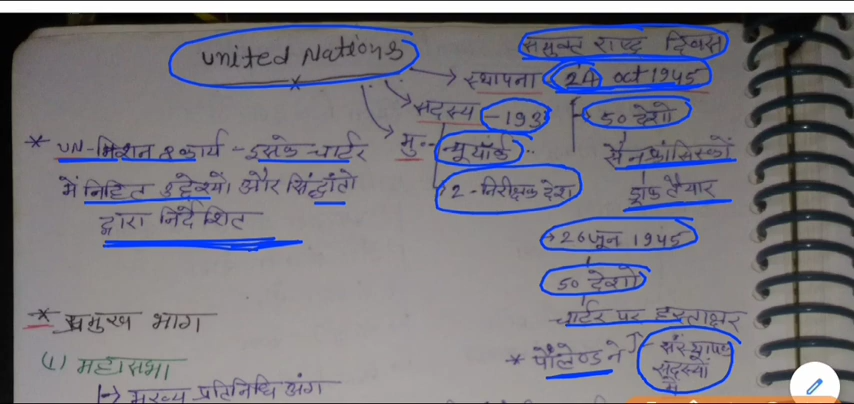 United Nations
संयुक्त राष्ट्र दिवस
→ स्थापना 24 oct 1945
→ सदस्य - 193
→ मु. - न्यूयॉर्क
2 - निरीक्षक देश
50 देशो
सैन फ्रांसिस्को
ड्राफ्ट तैयार
→ 26 जून 1945
50 देशो
चार्टर पर हस्ताक्षर
* पोलैण्ड ने - संस्थापक
सदस्यों
में
* UN-मिशन & कार्य - इसके चार्टर
में निहित उद्देश्यों और सिद्धांतो
द्वारा निर्देशित
* प्रमुख भाग
(1) महासभा
↳ मुख्य प्रतिनिधि अंग